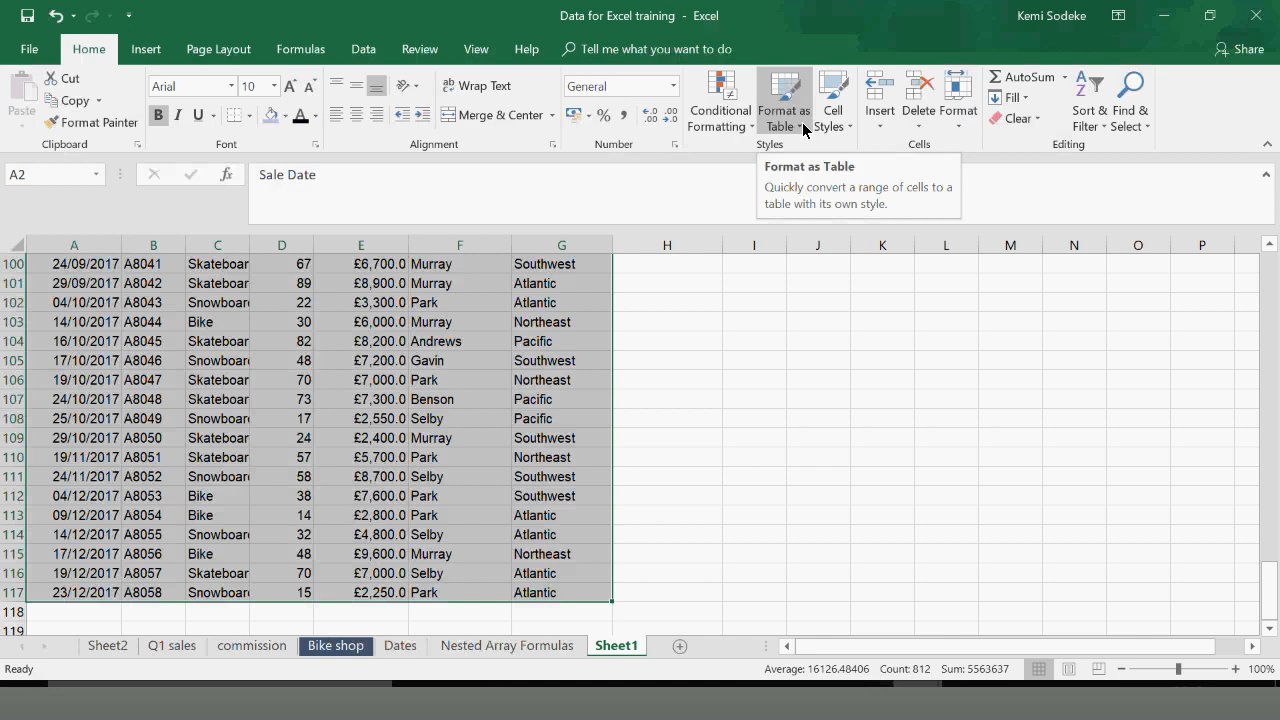 Data for Excel training - Excel
Kemi Sodeke
File Home Insert Page Layout Formulas Data Review View Help Tell me what you want to do Share
Paste
Cut
Copy
Format Painter
Clipboard
Arial 10
B I U
Font
Wrap Text
Merge & Center
Alignment
General
Number
Conditional Formatting
Format as Table
Cell Styles
Styles
Insert Delete Format
Cells
AutoSum
Fill
Clear
Sort & Filter
Find & Select
Editing
A2 fx Sale Date
Format as Table
Quickly convert a range of cells to a
table with its own style.
A B C D E F G H I J K L M N O P
100 24/09/2017 A8041 Skateboar 67 £6,700.0 Murray Southwest
101 29/09/2017 A8042 Skateboar 89 £8,900.0 Murray Atlantic
102 04/10/2017 A8043 Snowboar 22 £3,300.0 Park Atlantic
103 14/10/2017 A8044 Bike 30 £6,000.0 Murray Northeast
104 16/10/2017 A8045 Skateboar 82 £8,200.0 Andrews Pacific
105 17/10/2017 A8046 Snowboar 48 £7,200.0 Gavin Southwest
106 19/10/2017 A8047 Skateboar 70 £7,000.0 Park Northeast
107 24/10/2017 A8048 Skateboar 73 £7,300.0 Benson Pacific
108 25/10/2017 A8049 Snowboar 17 £2,550.0 Selby Pacific
109 29/10/2017 A8050 Skateboar 24 £2,400.0 Murray Southwest
110 19/11/2017 A8051 Skateboar 57 £5,700.0 Park Northeast
111 24/11/2017 A8052 Snowboar 58 £8,700.0 Selby Southwest
112 04/12/2017 A8053 Bike 38 £7,600.0 Park Southwest
113 09/12/2017 A8054 Bike 14 £2,800.0 Park Atlantic
114 14/12/2017 A8055 Snowboar 32 £4,800.0 Selby Atlantic
115 17/12/2017 A8056 Bike 48 £9,600.0 Murray Northeast
116 19/12/2017 A8057 Skateboar 70 £7,000.0 Selby Atlantic
117 23/12/2017 A8058 Snowboar 15 £2,250.0 Park Atlantic
118
119
Sheet2 Q1 sales commission Bike shop Dates Nested Array Formulas Sheet1
Ready Average: 16126.48406 Count: 812 Sum: 5563637 100%